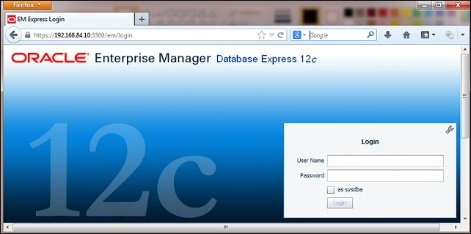 Firefox
EM Express Login
https://192.168.84.10:5500/em/login
Google
ORACLE Enterprise Manager Database Express 12c
12c
Login
User Name
Password
as sysdba
Login